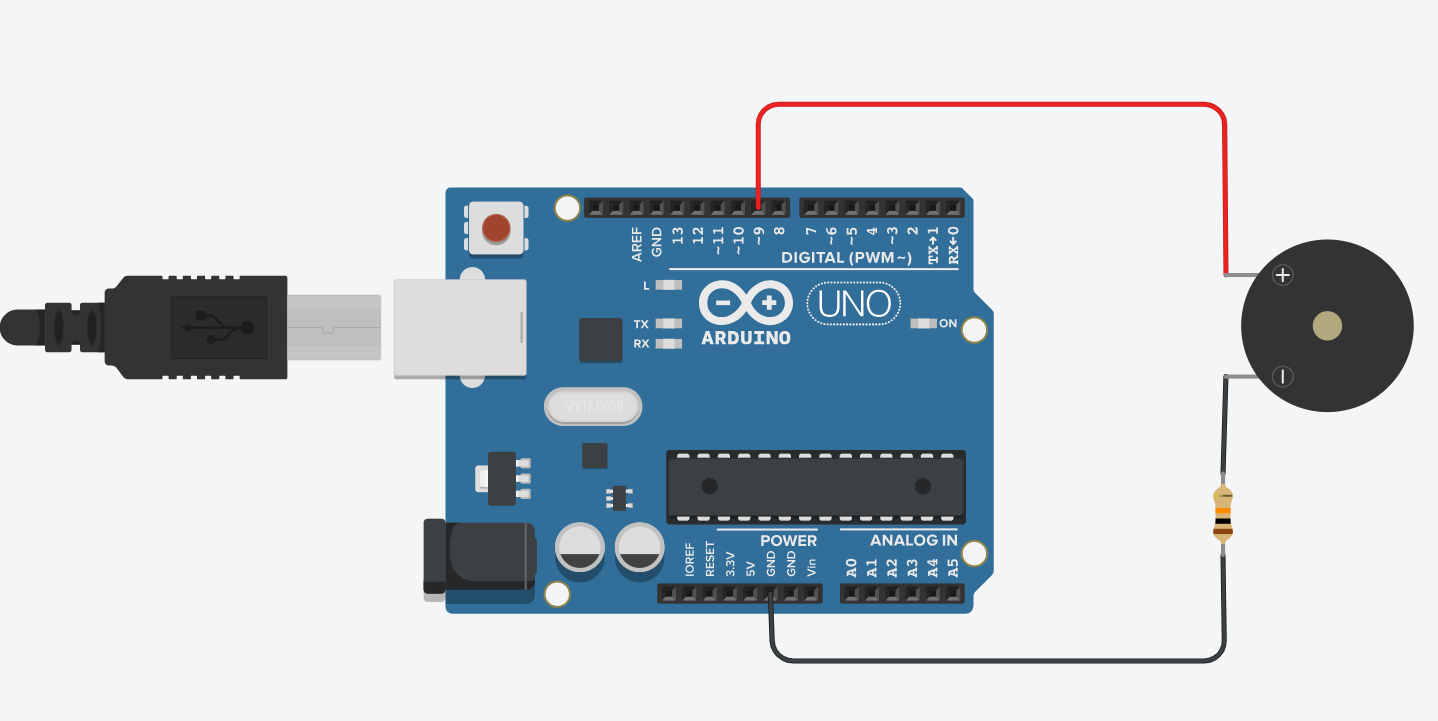 AREF
GND
13
12
~11
~10
~9
8
7
~6
~5
4
~3
2
TX→1
RX←0
DIGITAL (PWM~)
L
TX
RX
UNO
ON
ARDUINO
SPK16.000G
POWER
ANALOG IN
IOREF
RESET
3.3V
5V
GND
GND
Vin
A0
A1
A2
A3
A4
A5